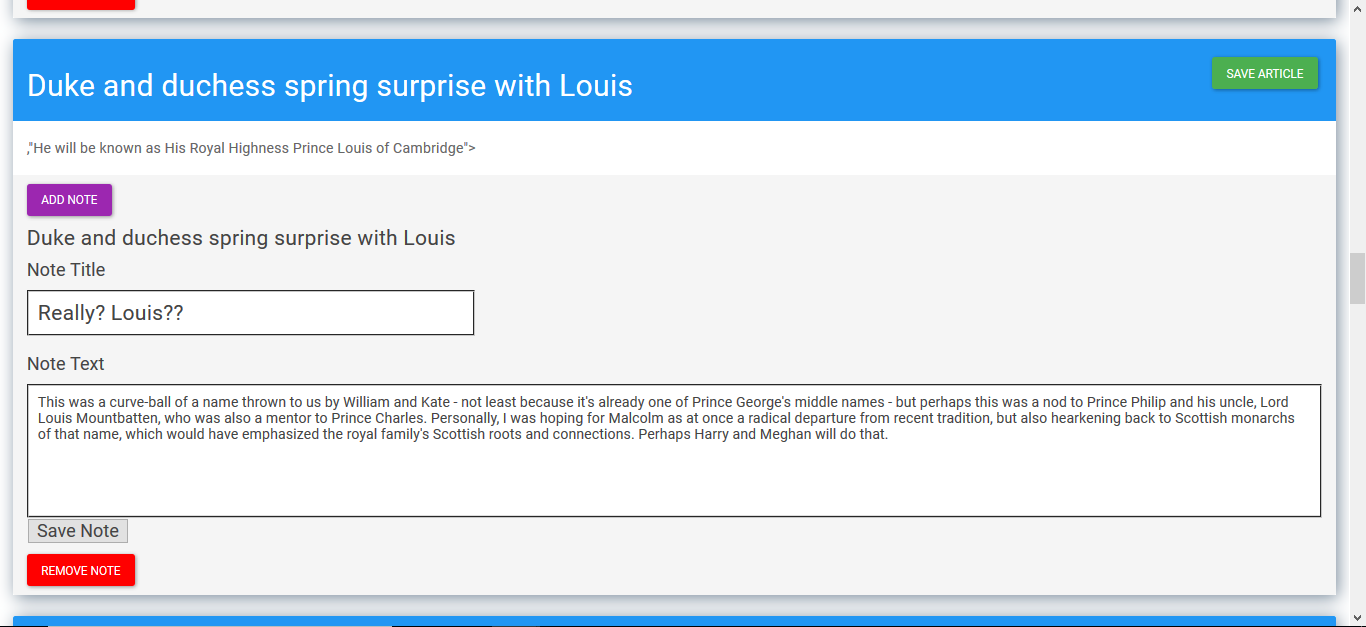 Duke and duchess spring surprise with Louis
SAVE ARTICLE
,"He will be known as His Royal Highness Prince Louis of Cambridge">
ADD NOTE
Duke and duchess spring surprise with Louis
Note Title
Really? Louis??
Note Text
This was a curve-ball of a name thrown to us by William and Kate - not least because it's already one of Prince George's middle names - but perhaps this was a nod to Prince Philip and his uncle, Lord
Louis Mountbatten, who was also a mentor to Prince Charles. Personally, I was hoping for Malcolm as at once a radical departure from recent tradition, but also hearkening back to Scottish monarchs
of that name, which would have emphasized the royal family's Scottish roots and connections. Perhaps Harry and Meghan will do that.
Save Note
REMOVE NOTE